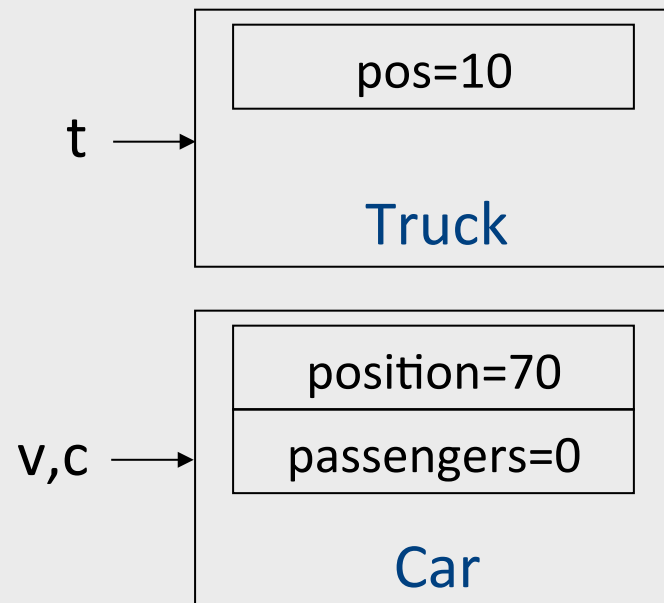 pos=10
t
Truck
position=70
v,c
passengers=0
Car